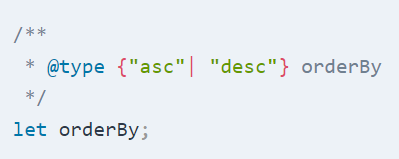 /**
 * @type {"asc"| "desc"} orderBy
 */
let orderBy;